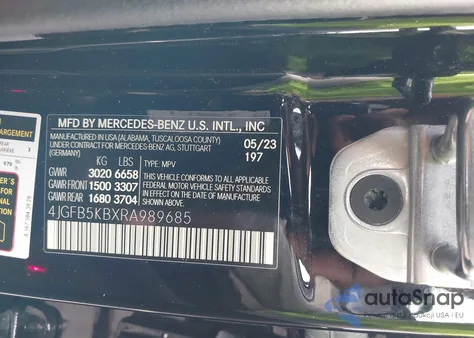 MFD BY MERCEDES-BENZ U.S. INTL., INC
MANUFACTURED IN USA (ALABAMA, TUSCALOOSA COUNTY)
UNDER CONTRACT FOR MERCEDES-BENZ AG, STUTTGART
(GERMANY)
05/23
197
KG LBS
TYPE: MPV
GVWR 3020 6658
GAWR FRONT 1500 3307
GAWR REAR 1680 3704
THIS VEHICLE CONFORMS TO ALL APPLICABLE
FEDERAL MOTOR VEHICLE SAFETY STANDARDS
IN EFFECT ON THE DATE OF MANUFACTURE
SHOWN ABOVE.
4JGFB5KBXRA989685
ARGEMENT
autoSnap